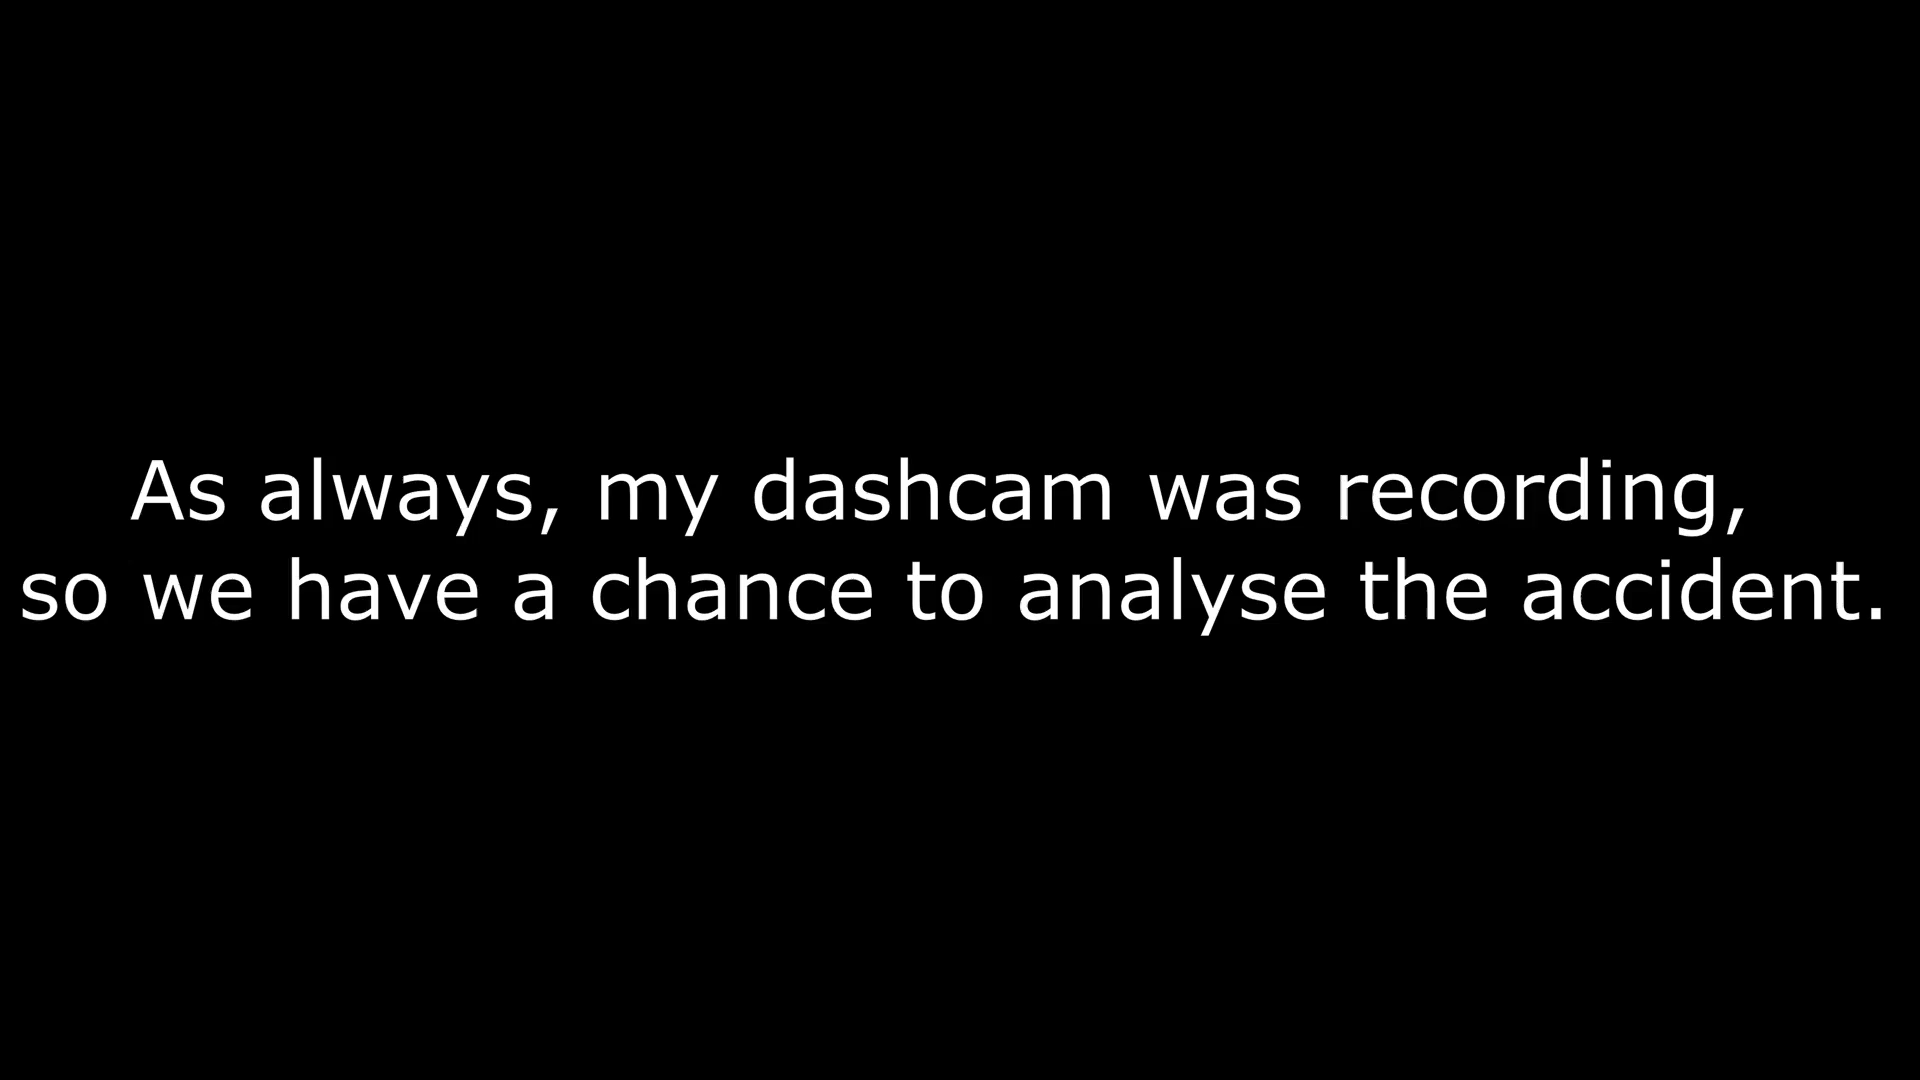 As always, my dashcam was recording,
so we have a chance to analyse the accident.